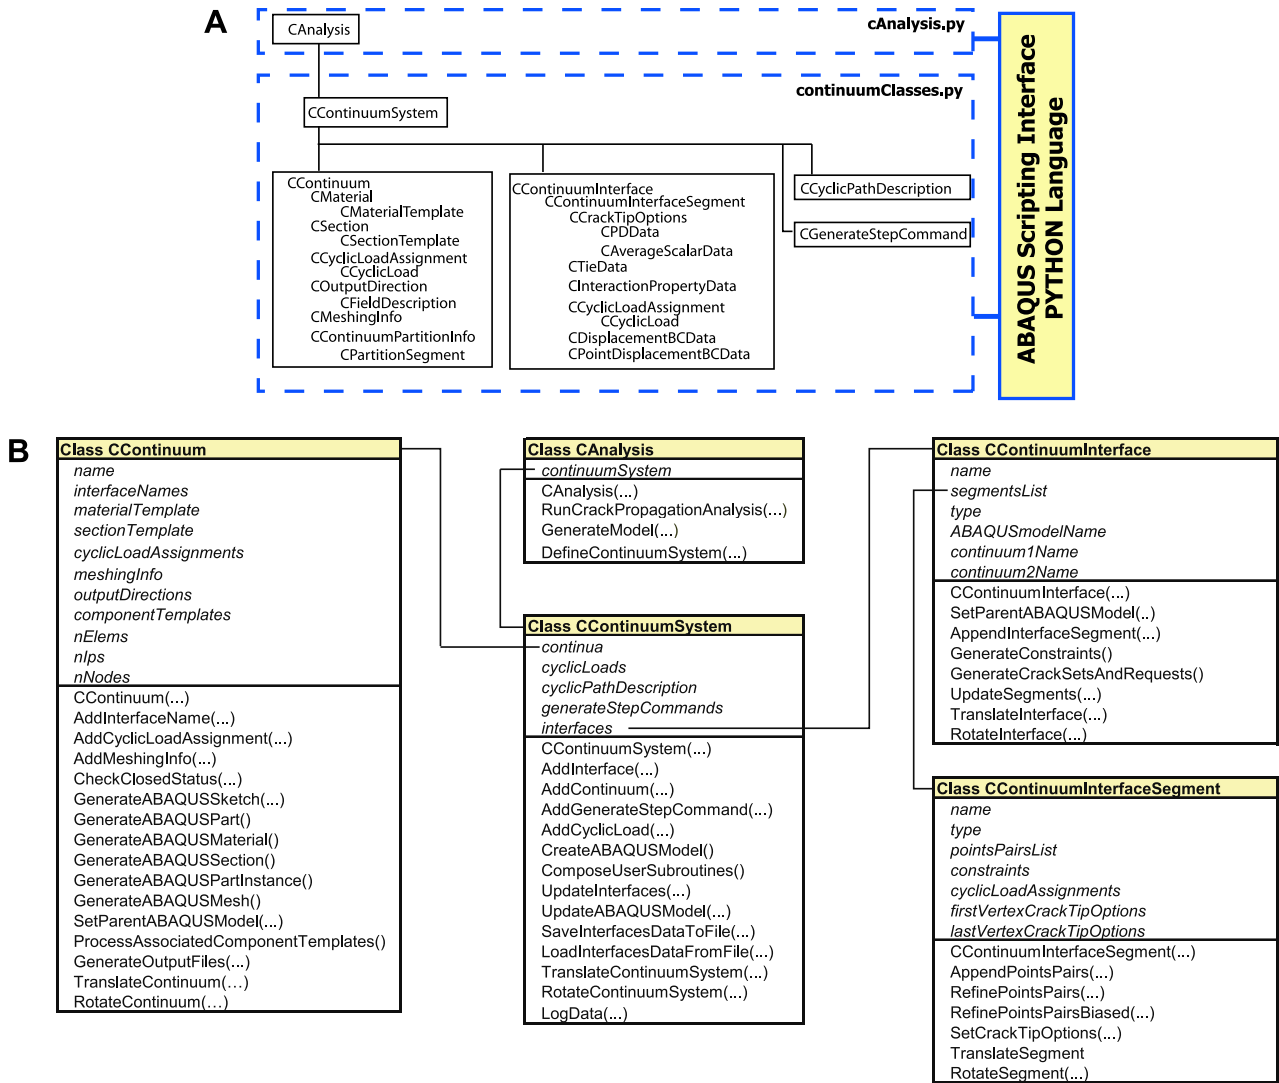 A
CAnalysis
cAnalysis.py
continuumClasses.py
CContinuumSystem
CContinuum
CMaterial
CMaterialTemplate
CSection
CSectionTemplate
CCyclicLoadAssignment
CCyclicLoad
COutputDirection
CFieldDescription
CMeshingInfo
CContinuumPartitionInfo
CPartitionSegment
CContinuumInterface
CContinuumInterfaceSegment
CCrackTipOptions
CPDData
CAverageScalarData
CTieData
CInteractionPropertyData
CCyclicLoadAssignment
CCyclicLoad
CDisplacementBCData
CPointDisplacementBCData
CCyclicPathDescription
CGenerateStepCommand
ABAQUS Scripting Interface
PYTHON Language
B
Class CContinuum
name
interfaceNames
materialTemplate
sectionTemplate
cyclicLoadAssignments
meshingInfo
outputDirections
componentTemplates
nElems
nIps
nNodes
CContinuum(...)
AddInterfaceName(...)
AddCyclicLoadAssignment(...)
AddMeshingInfo(...)
CheckClosedStatus(...)
GenerateABAQUSSketch(...)
GenerateABAQUSPart()
GenerateABAQUSMaterial()
GenerateABAQUSSection()
GenerateABAQUSPartInstance()
GenerateABAQUSMesh()
SetParentABAQUSModel(...)
ProcessAssociatedComponentTemplates()
GenerateOutputFiles(...)
TranslateContinuum(...)
RotateContinuum(...)
Class CAnalysis
continuumSystem
CAnalysis(...)
RunCrackPropagationAnalysis(...)
GenerateModel(...)
DefineContinuumSystem(...)
Class CContinuumSystem
continua
cyclicLoads
cyclicPathDescription
generateStepCommands
interfaces
CContinuumSystem(...)
AddInterface(...)
AddContinuum(...)
AddGenerateStepCommand(...)
AddCyclicLoad(...)
CreateABAQUSModel()
ComposeUserSubroutines()
UpdateInterfaces(...)
UpdateABAQUSModel(...)
SaveInterfacesDataToFile(...)
LoadInterfacesDataFromFile(...)
TranslateContinuumSystem(...)
RotateContinuumSystem(...)
LogData(...)
Class CContinuumInterface
name
segmentsList
type
ABAQUSmodelName
continuum1Name
continuum2Name
CContinuumInterface(...)
SetParentABAQUSModel(..)
AppendInterfaceSegment(...)
GenerateConstraints()
GenerateCrackSetsAndRequests()
UpdateSegments(...)
TranslateInterface(...)
RotateInterface(...)
Class CContinuumInterfaceSegment
name
type
pointsPairsList
constraints
cyclicLoadAssignments
firstVertexCrackTipOptions
lastVertexCrackTipOptions
CContinuumInterfaceSegment(...)
AppendPointsPairs(...)
RefinePointsPairs(...)
RefinePointsPairsBiased(...)
SetCrackTipOptions(...)
TranslateSegment
RotateSegment(...)